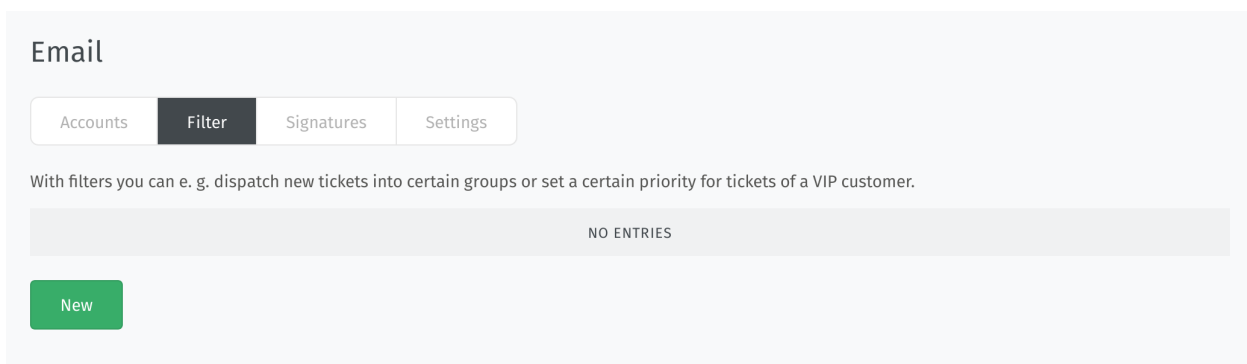 Email
Accounts Filter Signatures Settings
With filters you can e. g. dispatch new tickets into certain groups or set a certain priority for tickets of a VIP customer.
NO ENTRIES
New